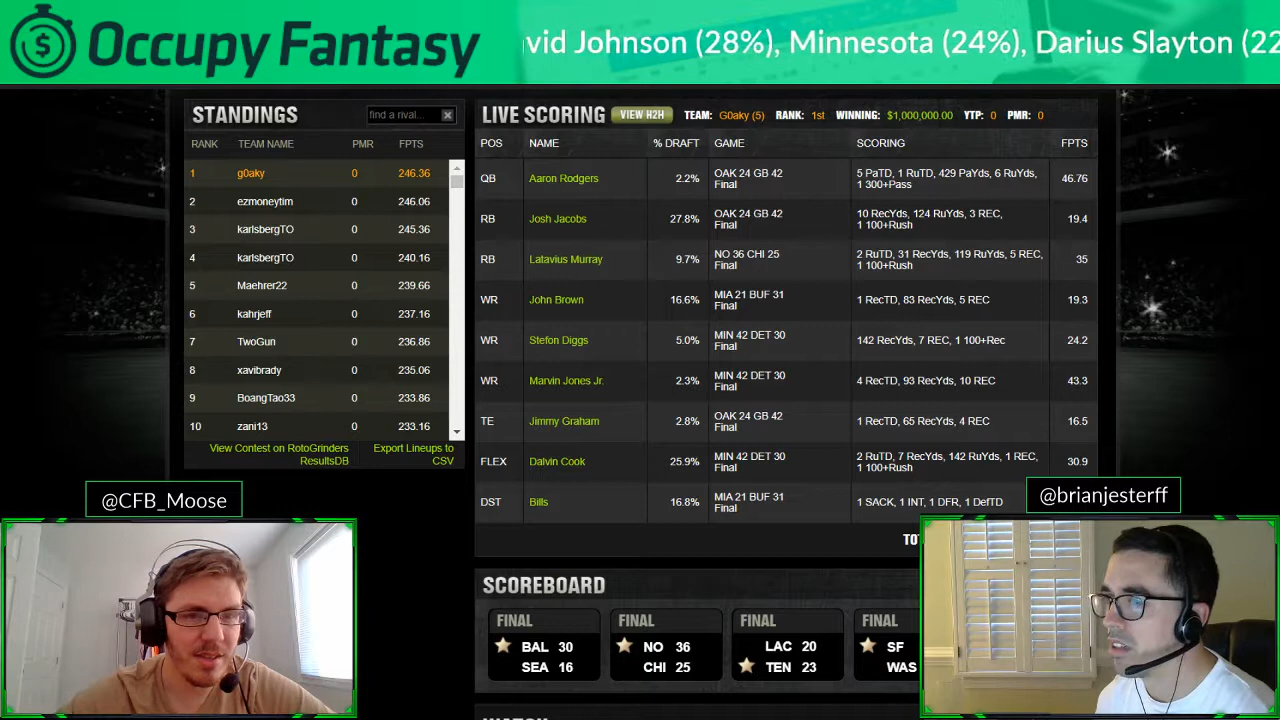 Occupy Fantasy
vid Johnson (28%), Minnesota (24%), Darius Slayton (22
STANDINGS
find a rival...
RANK TEAM NAME PMR FPTS
1 g0aky 0 246.36
2 ezmoneytim 0 246.06
3 karlsbergTO 0 245.36
4 karlsbergTO 0 240.16
5 Maehrer22 0 239.66
6 kahrjeff 0 237.16
7 TwoGun 0 236.86
8 xavibrady 0 235.06
9 BoangTao33 0 233.86
10 zani13 0 233.16
View Contest on RotoGrinders
ResultsDB
Export Lineups to
CSV
LIVE SCORING VIEW H2H TEAM: G0aky (5) RANK: 1st WINNING: $1,000,000.00 YTP: 0 PMR: 0
POS NAME % DRAFT GAME SCORING FPTS
QB Aaron Rodgers 2.2% OAK 24 GB 42
Final
5 PaTD, 1 RuTD, 429 PaYds, 6 RuYds,
1 300+Pass
46.76
RB Josh Jacobs 27.8% OAK 24 GB 42
Final
10 RecYds, 124 RuYds, 3 REC,
1 100+Rush
19.4
RB Latavius Murray 9.7% NO 36 CHI 25
Final
2 RuTD, 31 RecYds, 119 RuYds, 5 REC,
1 100+Rush
35
WR John Brown 16.6% MIA 21 BUF 31
Final
1 RecTD, 83 RecYds, 5 REC
19.3
WR Stefon Diggs 5.0% MIN 42 DET 30
Final
142 RecYds, 7 REC, 1 100+Rec
24.2
WR Marvin Jones Jr. 2.3% MIN 42 DET 30
Final
4 RecTD, 93 RecYds, 10 REC
43.3
TE Jimmy Graham 2.8% OAK 24 GB 42
Final
1 RecTD, 65 RecYds, 4 REC
16.5
FLEX Dalvin Cook 25.9% MIN 42 DET 30
Final
2 RuTD, 7 RecYds, 142 RuYds, 1 REC,
1 100+Rush
30.9
DST Bills 16.8% MIA 21 BUF 31
Final
1 SACK, 1 INT, 1 DFR, 1 DefTD
@CFB_Moose
@brianjesterff
SCOREBOARD
FINAL
BAL 30
SEA 16
FINAL
NO 36
CHI 25
FINAL
LAC 20
TEN 23
FINAL
SF
WAS